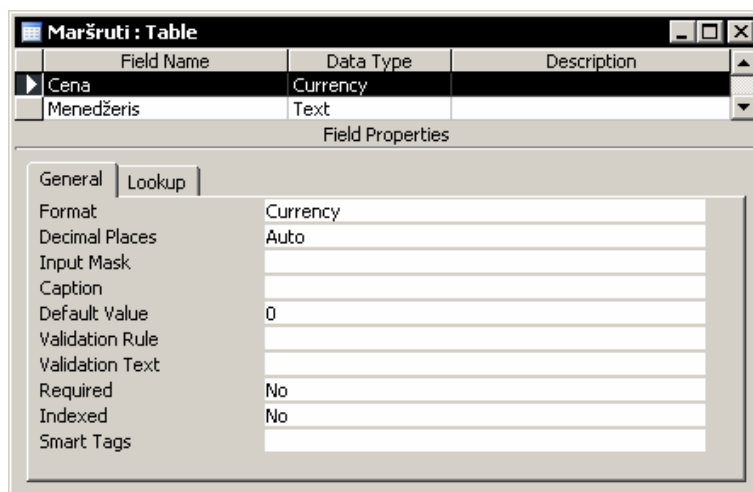 Maršruti : Table
Field Name Data Type Description
Cena Currency
Menedžeris Text
Field Properties
General Lookup
Format Currency
Decimal Places Auto
Input Mask
Caption
Default Value 0
Validation Rule
Validation Text
Required No
Indexed No
Smart Tags